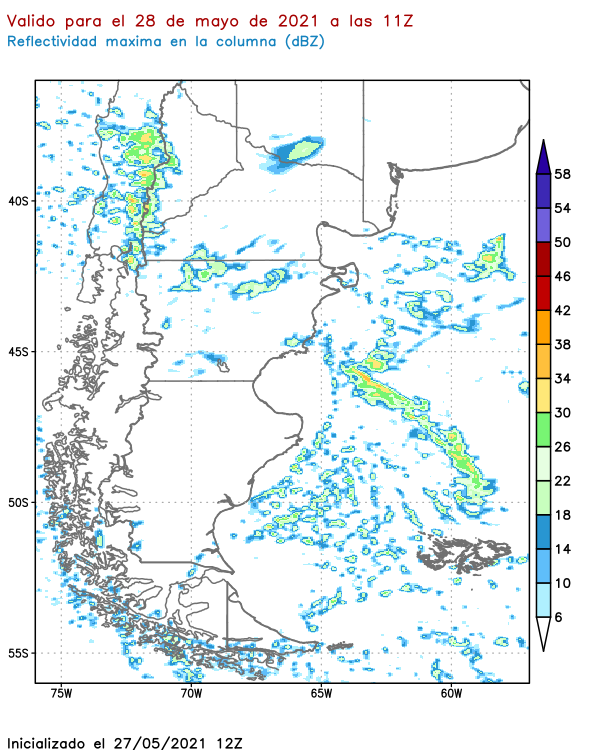 Valido para el 28 de mayo de 2021 a las 11Z
Reflectividad maxima en la columna (dBZ)
58
54
50
46
42
38
34
30
26
22
18
14
10
6
40S
45S
50S
55S
75W
70W
65W
60W
Inicializado el 27/05/2021 12Z